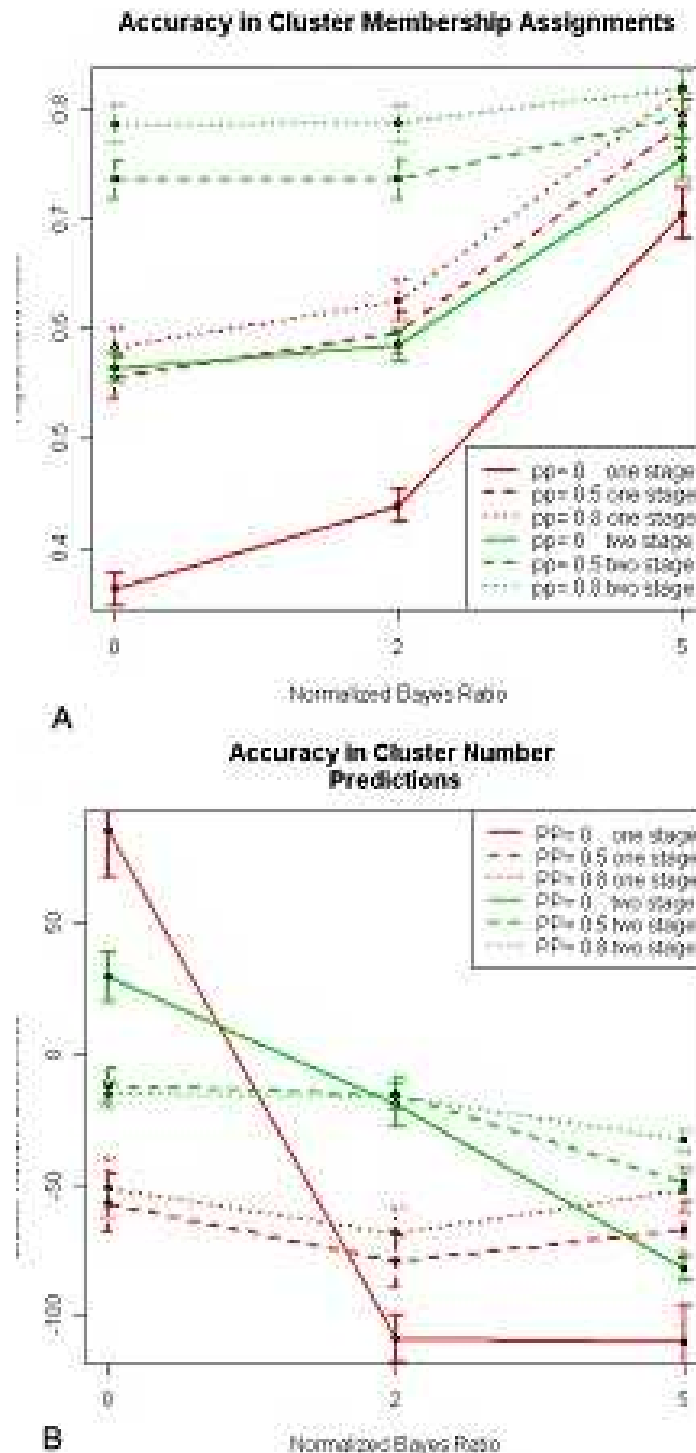 Accuracy in Cluster Membership Assignments
0.8
0.7
0.6
0.5
0.4
pp= 0 one stage
pp= 0.5 one stage
pp= 0.8 one stage
pp= 0 two stage
pp= 0.5 two stage
pp= 0.8 two stage
0 2 5
Normalized Bayes Ratio
A
Accuracy in Cluster Number
Predictions
PP= 0 one stage
PP= 0.5 one stage
PP= 0.8 one stage
PP= 0 two stage
PP= 0.5 two stage
PP= 0.8 two stage
50
0
-50
-100
0 2 5
Normalized Bayes Ratio
B